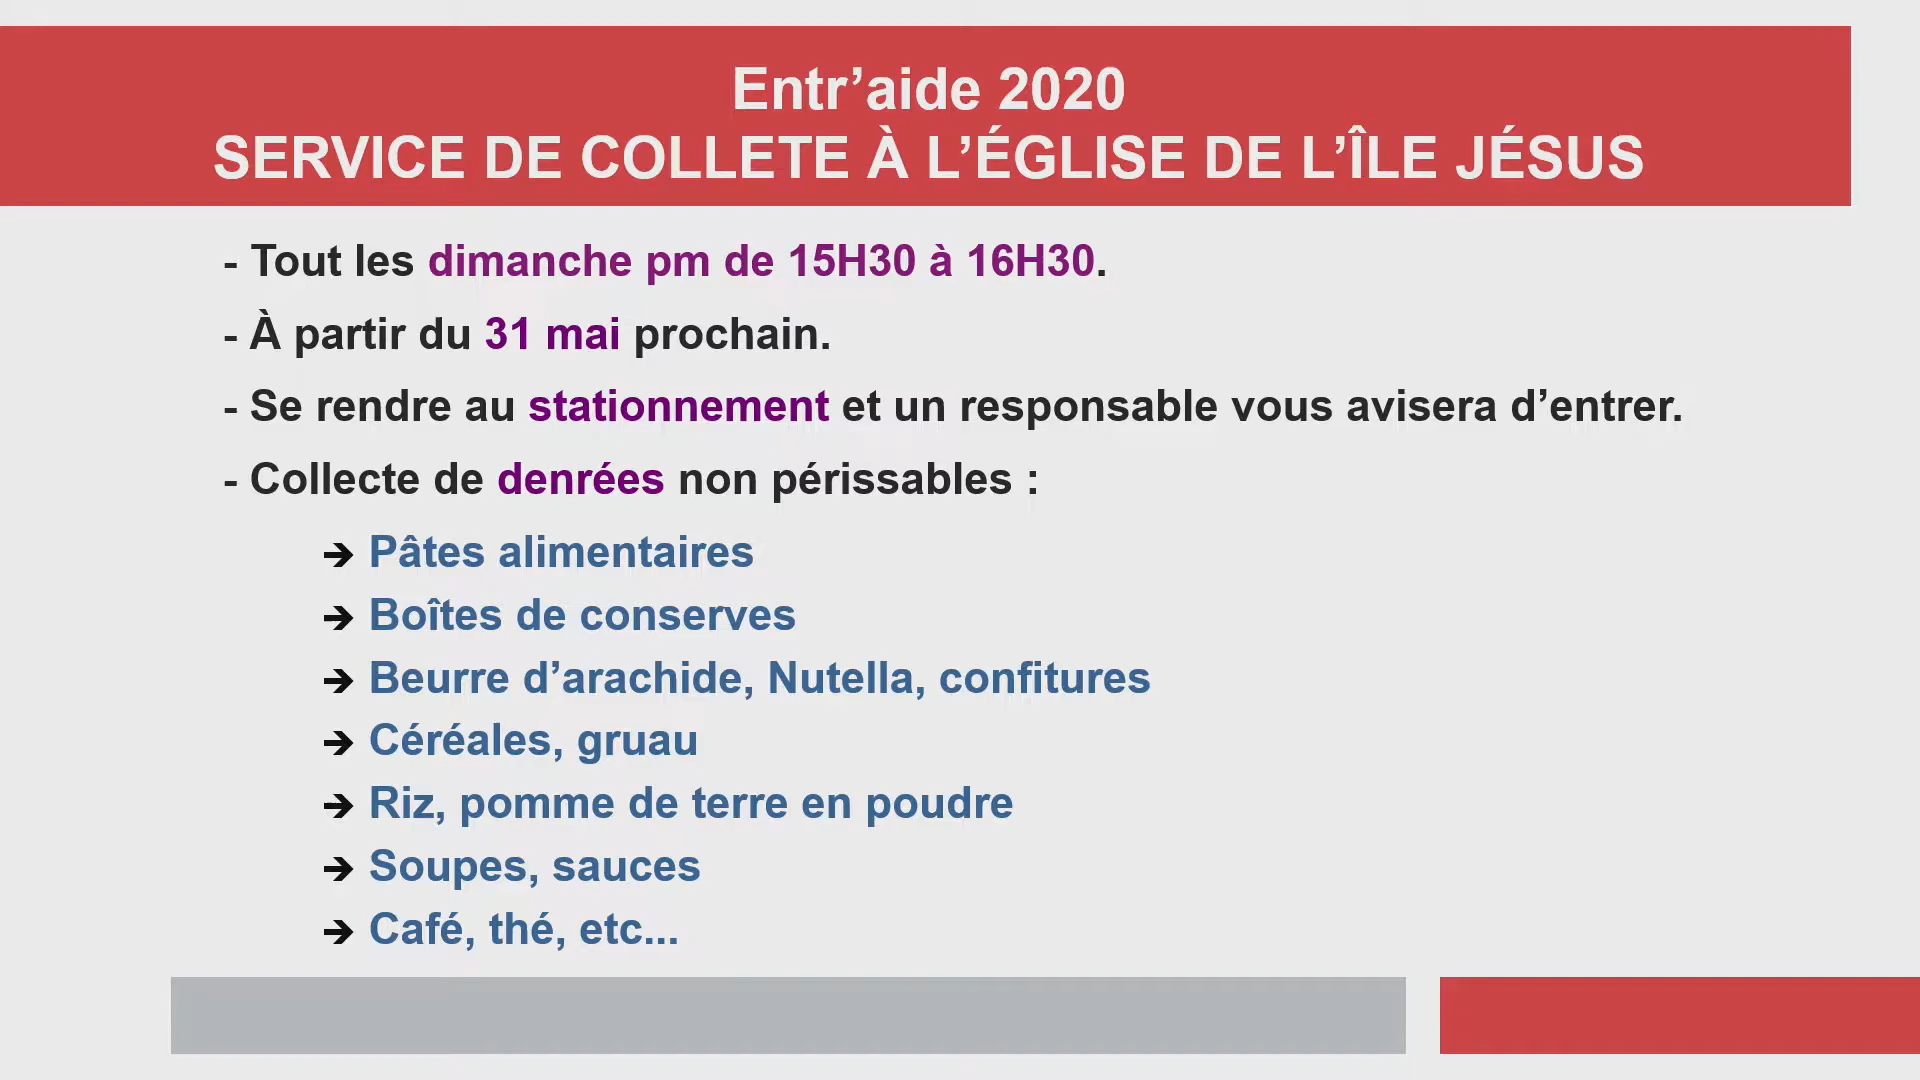 Entr’aide 2020
SERVICE DE COLLETE À L’ÉGLISE DE L’ÎLE JÉSUS
- Tout les dimanche pm de 15H30 à 16H30.
- À partir du 31 mai prochain.
- Se rendre au stationnement et un responsable vous avisera d’entrer.
- Collecte de denrées non périssables :
➔ Pâtes alimentaires
➔ Boîtes de conserves
➔ Beurre d’arachide, Nutella, confitures
➔ Céréales, gruau
➔ Riz, pomme de terre en poudre
➔ Soupes, sauces
➔ Café, thé, etc...